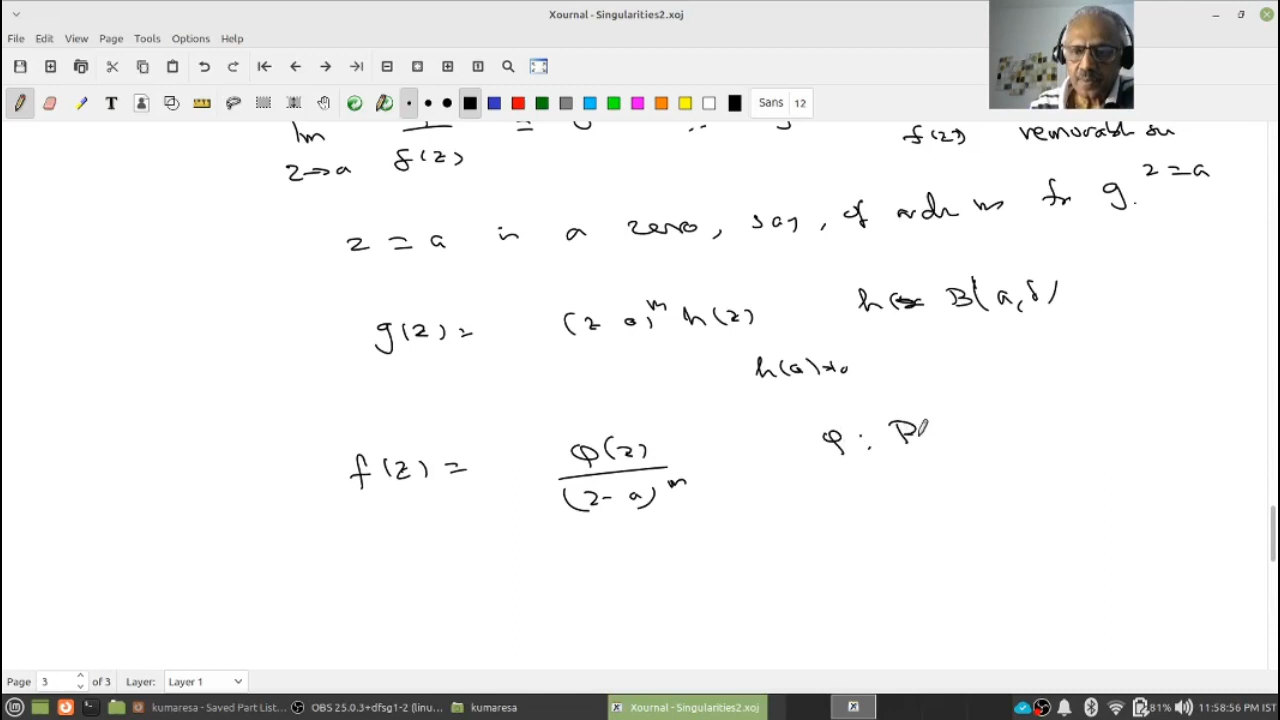 Xournal - Singularities2.xoj
File Edit View Page Tools Options Help
Sans 12
lim
z→a f(z) f(z) removable sin
z = a
z = a is a zero, say, of order m for g.
g(z) = (z a)^m h(z) h B(a,δ)
h(a)≠0
f(z) = φ(z) φ : B
(z - a)^m
Page 3 of 3 Layer: Layer 1
kumaresa - Saved Part List... OBS 25.0.3+dfsg1-2 (linu... kumaresa Xournal - Singularities2.xoj 81% 11:58:56 PM IST